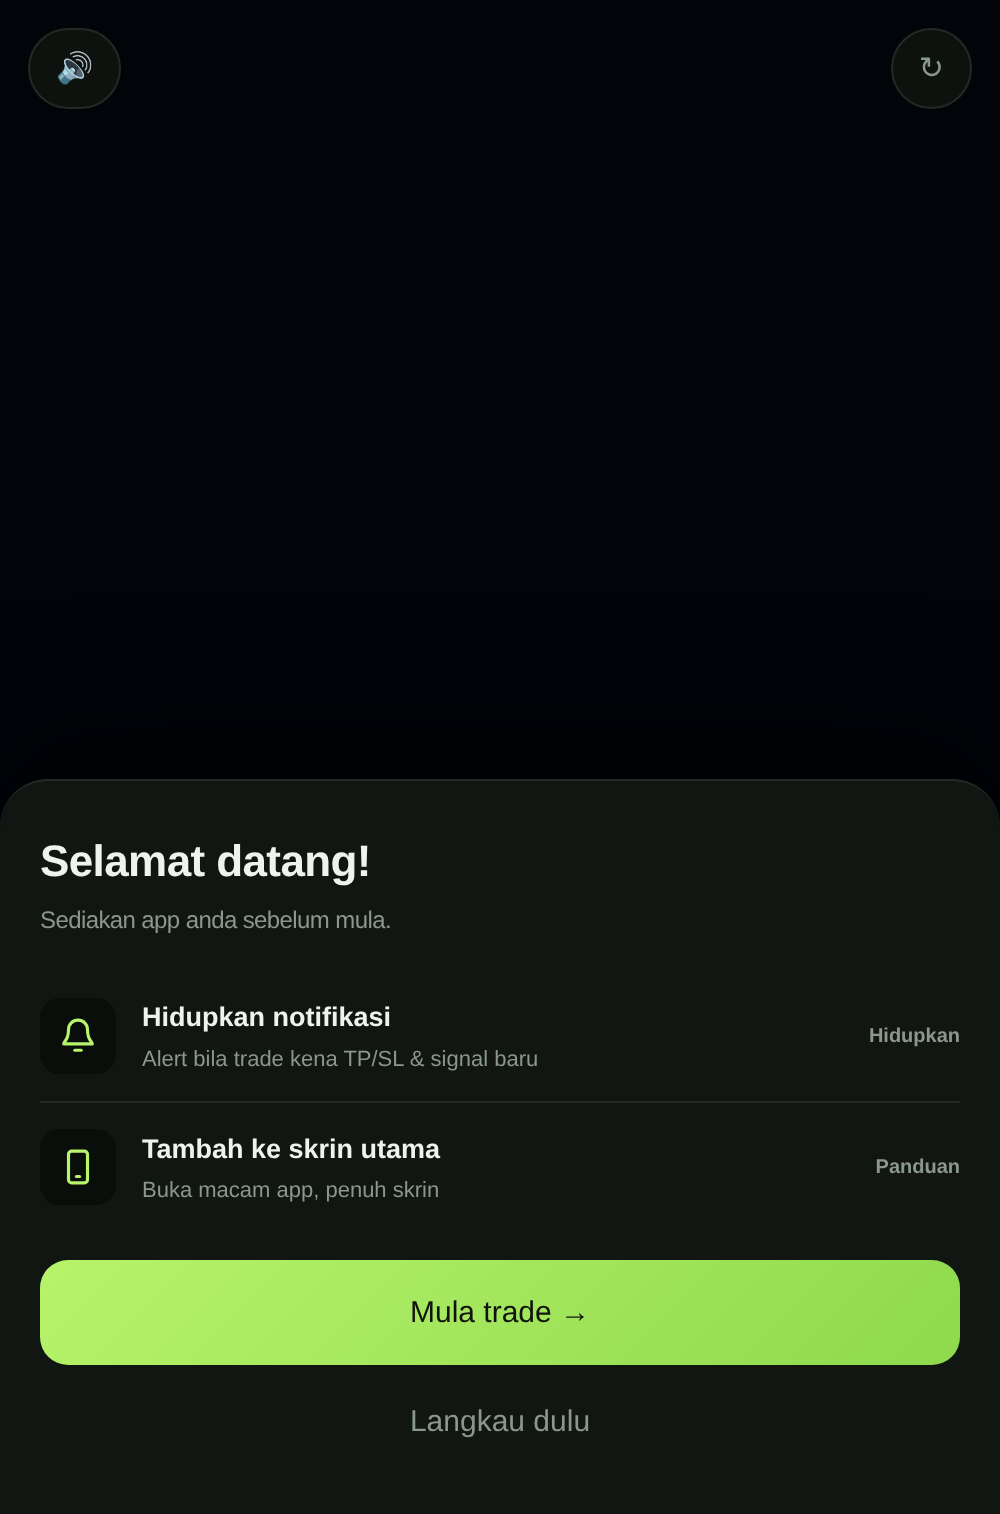 Selamat datang!
Sediakan app anda sebelum mula.
Hidupkan notifikasi
Alert bila trade kena TP/SL & signal baru
Hidupkan
Tambah ke skrin utama
Buka macam app, penuh skrin
Panduan
Mula trade →
Langkau dulu